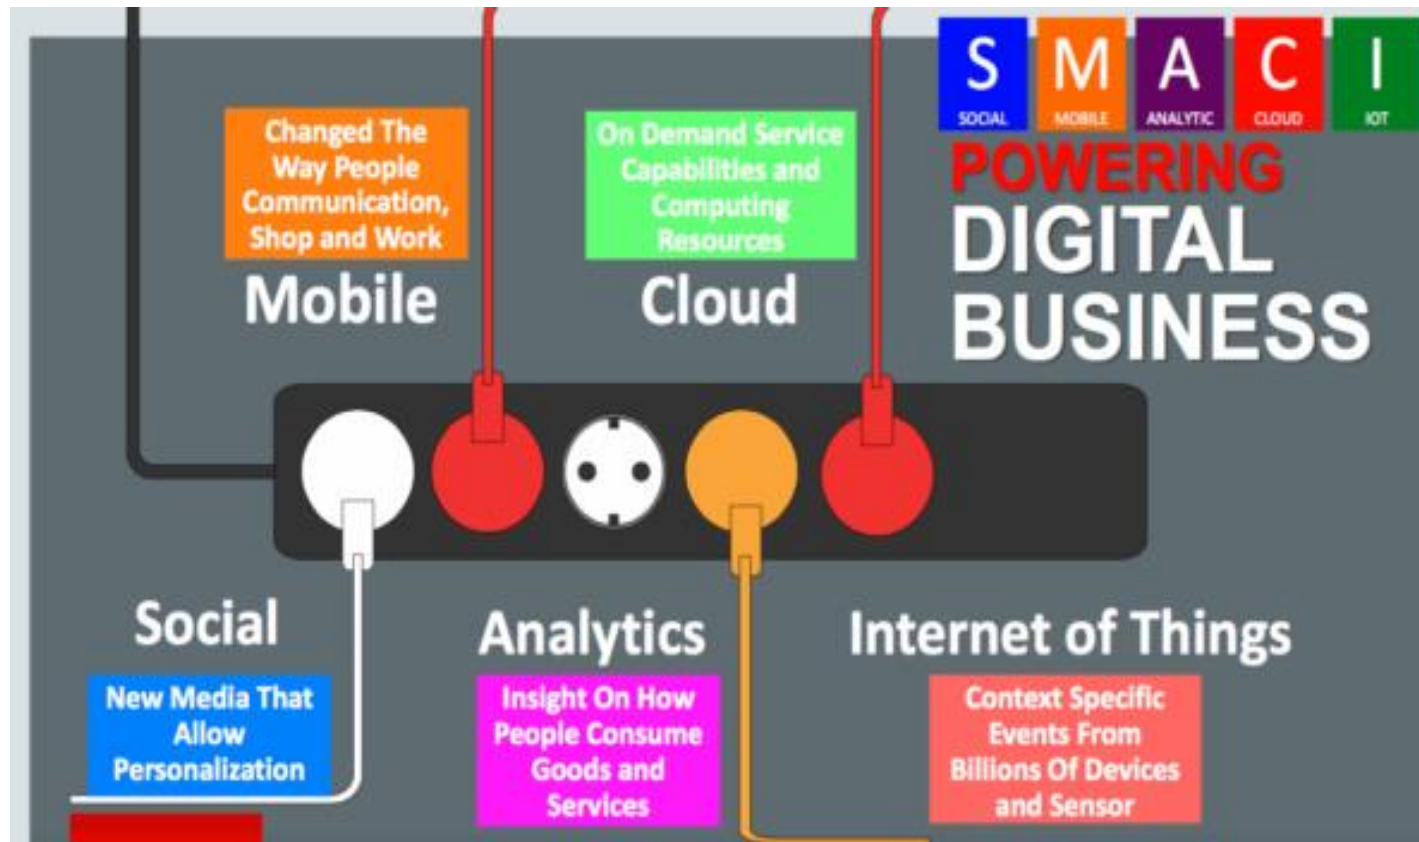 S M A C I
SOCIAL MOBILE ANALYTIC CLOUD IOT
POWERING
DIGITAL
BUSINESS
Changed The
Way People
Communication,
Shop and Work
Mobile
On Demand Service
Capabilities and
Computing
Resources
Cloud
Social
New Media That
Allow
Personalization
Analytics
Insight On How
People Consume
Goods and
Services
Internet of Things
Context Specific
Events From
Billions Of Devices
and Sensor